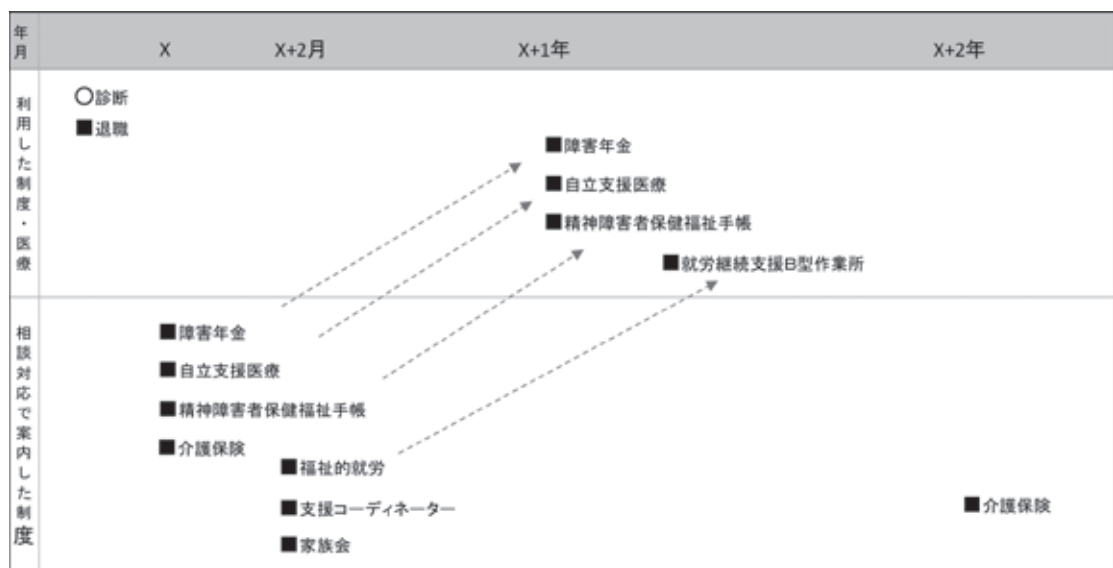 年月
X
X+2月
X+1年
X+2年
利用した制度・医療
○診断
■退職
■障害年金
■自立支援医療
■精神障害者保健福祉手帳
■就労継続支援B型作業所
相談対応で案内した制度
■障害年金
■自立支援医療
■精神障害者保健福祉手帳
■介護保険
■福祉的就労
■支援コーディネーター
■家族会
■介護保険